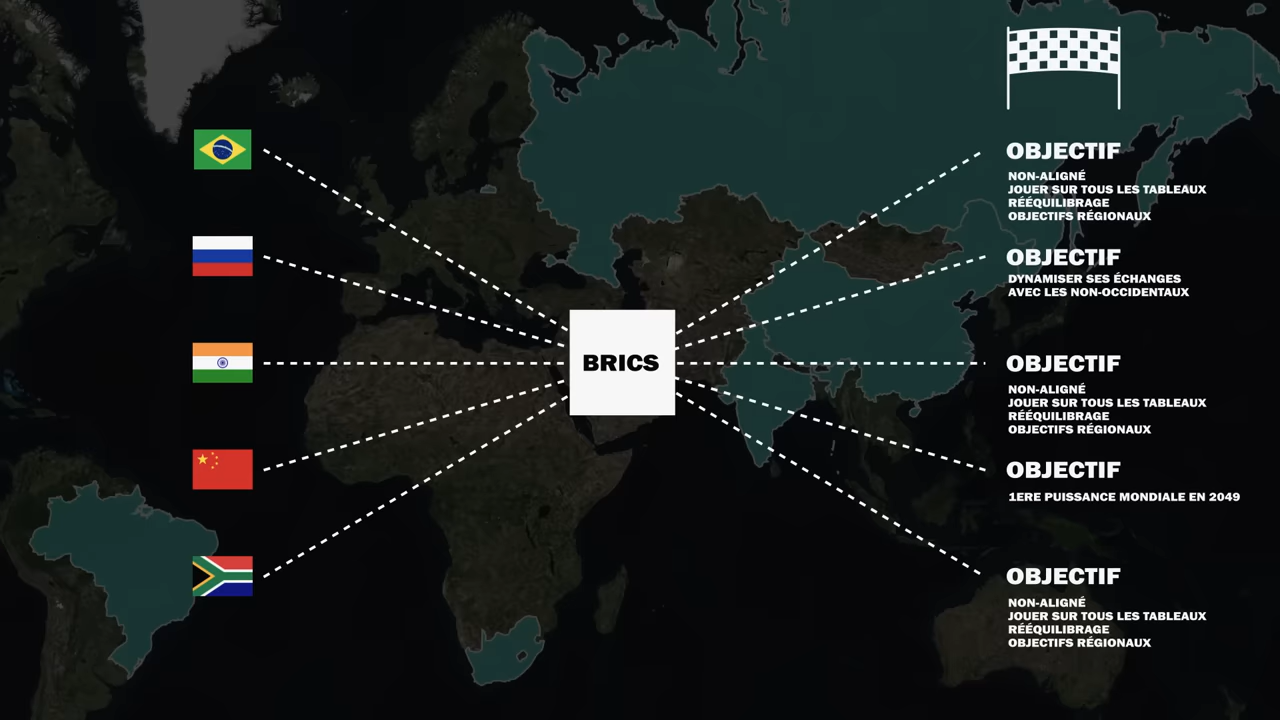 OBJECTIF
NON-ALIGNÉ
JOUER SUR TOUS LES TABLEAUX
RÉÉQUILIBRAGE
OBJECTIFS RÉGIONAUX
OBJECTIF
DYNAMISER SES ÉCHANGES
AVEC LES NON-OCCIDENTAUX
BRICS
OBJECTIF
NON-ALIGNÉ
JOUER SUR TOUS LES TABLEAUX
RÉÉQUILIBRAGE
OBJECTIFS RÉGIONAUX
OBJECTIF
1ERE PUISSANCE MONDIALE EN 2049
OBJECTIF
NON-ALIGNÉ
JOUER SUR TOUS LES TABLEAUX
RÉÉQUILIBRAGE
OBJECTIFS RÉGIONAUX